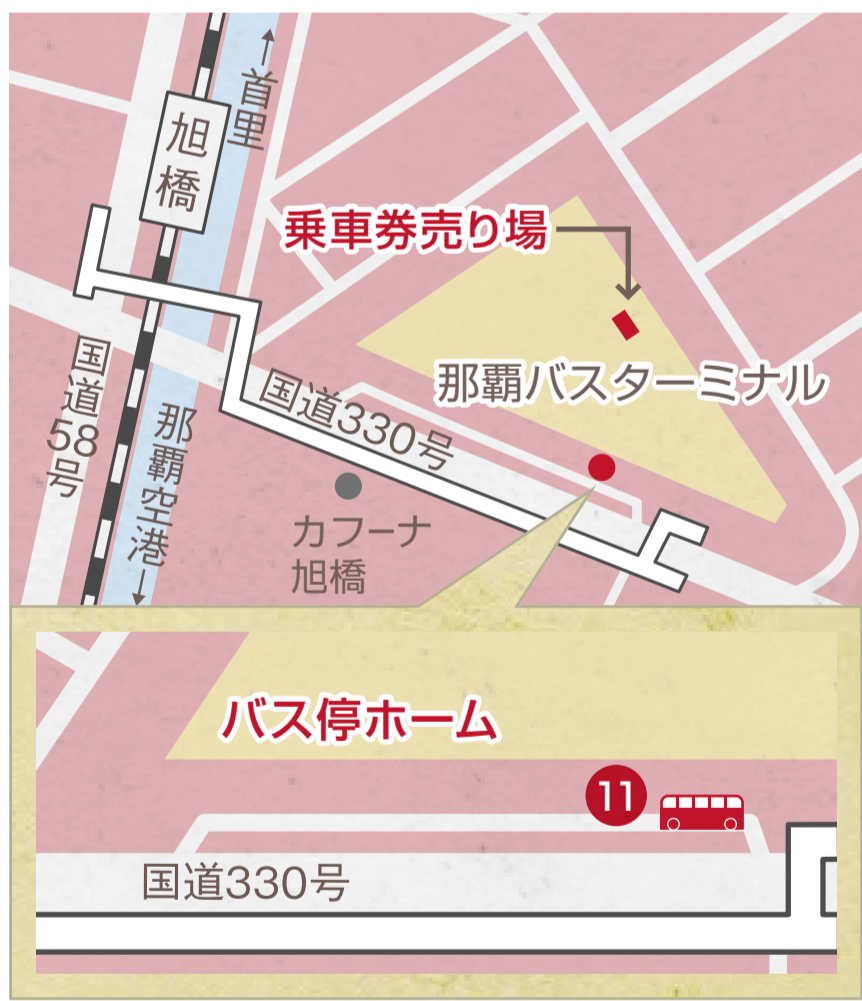 ↑首里
旭橋
乗車券売り場
那覇バスターミナル
国道58号
国道330号
那覇空港↓
カフーナ
旭橋
バス停ホーム
11
国道330号